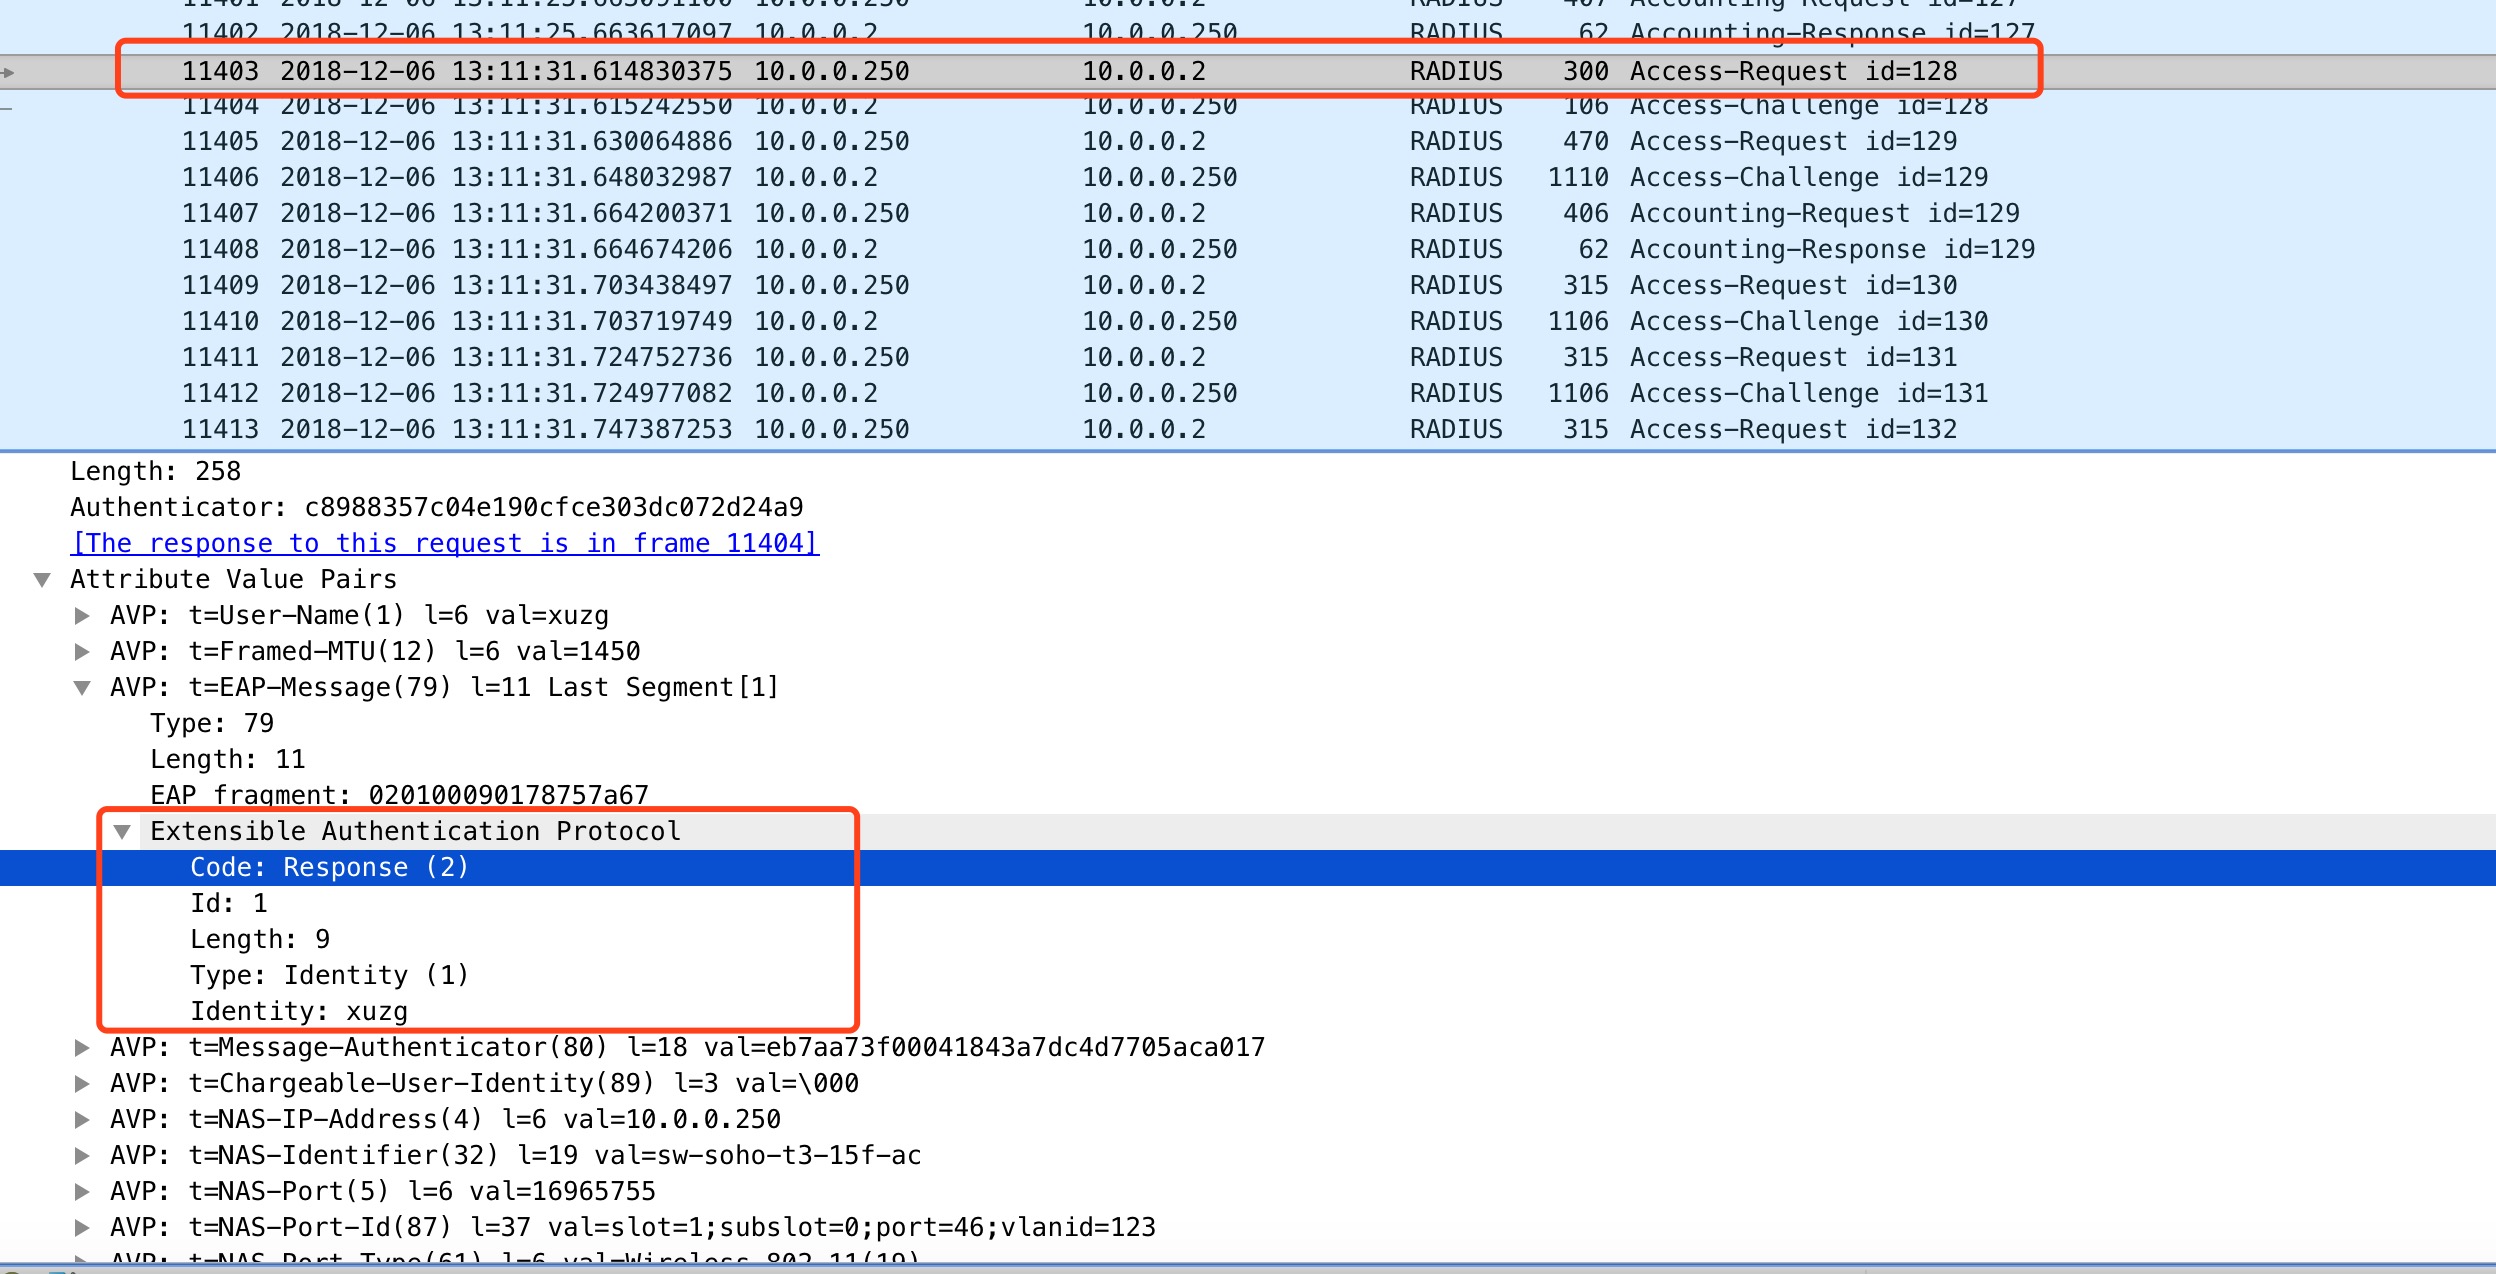 11401 2018-12-06 13:11:25.663091100 10.0.0.250 10.0.0.2 RADIUS 407 Accounting-Request id=127
11402 2018-12-06 13:11:25.663617097 10.0.0.2 10.0.0.250 RADIUS 62 Accounting-Response id=127
11403 2018-12-06 13:11:31.614830375 10.0.0.250 10.0.0.2 RADIUS 300 Access-Request id=128
11404 2018-12-06 13:11:31.615242550 10.0.0.2 10.0.0.250 RADIUS 106 Access-Challenge id=128
11405 2018-12-06 13:11:31.630064886 10.0.0.250 10.0.0.2 RADIUS 470 Access-Request id=129
11406 2018-12-06 13:11:31.648032987 10.0.0.2 10.0.0.250 RADIUS 1110 Access-Challenge id=129
11407 2018-12-06 13:11:31.664200371 10.0.0.250 10.0.0.2 RADIUS 406 Accounting-Request id=129
11408 2018-12-06 13:11:31.664674206 10.0.0.2 10.0.0.250 RADIUS 62 Accounting-Response id=129
11409 2018-12-06 13:11:31.703438497 10.0.0.250 10.0.0.2 RADIUS 315 Access-Request id=130
11410 2018-12-06 13:11:31.703719749 10.0.0.2 10.0.0.250 RADIUS 1106 Access-Challenge id=130
11411 2018-12-06 13:11:31.724752736 10.0.0.250 10.0.0.2 RADIUS 315 Access-Request id=131
11412 2018-12-06 13:11:31.724977082 10.0.0.2 10.0.0.250 RADIUS 1106 Access-Challenge id=131
11413 2018-12-06 13:11:31.747387253 10.0.0.250 10.0.0.2 RADIUS 315 Access-Request id=132
Length: 258
Authenticator: c8988357c04e190cfce303dc072d24a9
[The response to this request is in frame 11404]
Attribute Value Pairs
AVP: t=User-Name(1) l=6 val=xuzg
AVP: t=Framed-MTU(12) l=6 val=1450
AVP: t=EAP-Message(79) l=11 Last Segment[1]
Type: 79
Length: 11
EAP fragment: 020100090178757a67
Extensible Authentication Protocol
Code: Response (2)
Id: 1
Length: 9
Type: Identity (1)
Identity: xuzg
AVP: t=Message-Authenticator(80) l=18 val=eb7aa73f00041843a7dc4d7705aca017
AVP: t=Chargeable-User-Identity(89) l=3 val=\000
AVP: t=NAS-IP-Address(4) l=6 val=10.0.0.250
AVP: t=NAS-Identifier(32) l=19 val=sw-soho-t3-15f-ac
AVP: t=NAS-Port(5) l=6 val=16965755
AVP: t=NAS-Port-Id(87) l=37 val=slot=1;subslot=0;port=46;vlanid=123
AVP: t=NAS-Port-Type(61) l=6 val=Wireless-802.11(19)